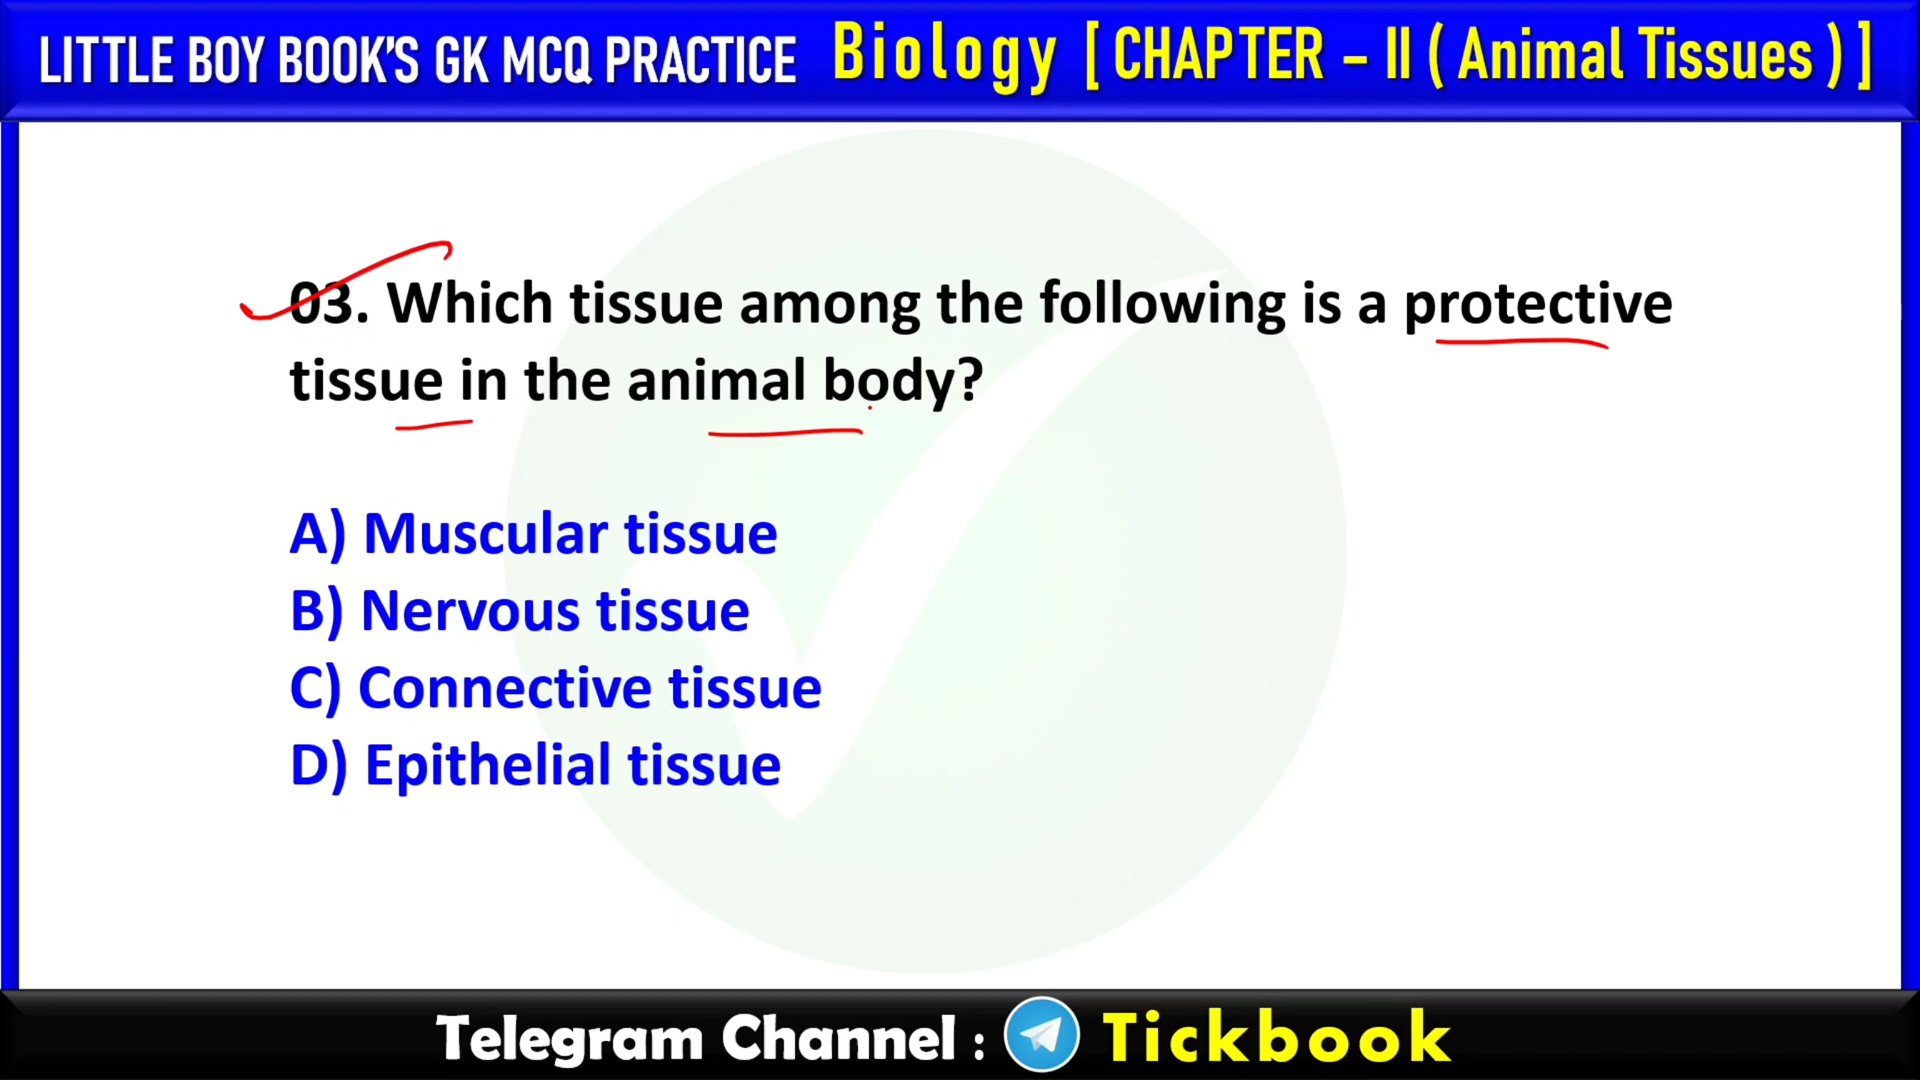 LITTLE BOY BOOK'S GK MCQ PRACTICE Biology [ CHAPTER – II ( Animal Tissues ) ]
03. Which tissue among the following is a protective
tissue in the animal body?
A) Muscular tissue
B) Nervous tissue
C) Connective tissue
D) Epithelial tissue
Telegram Channel : Tickbook